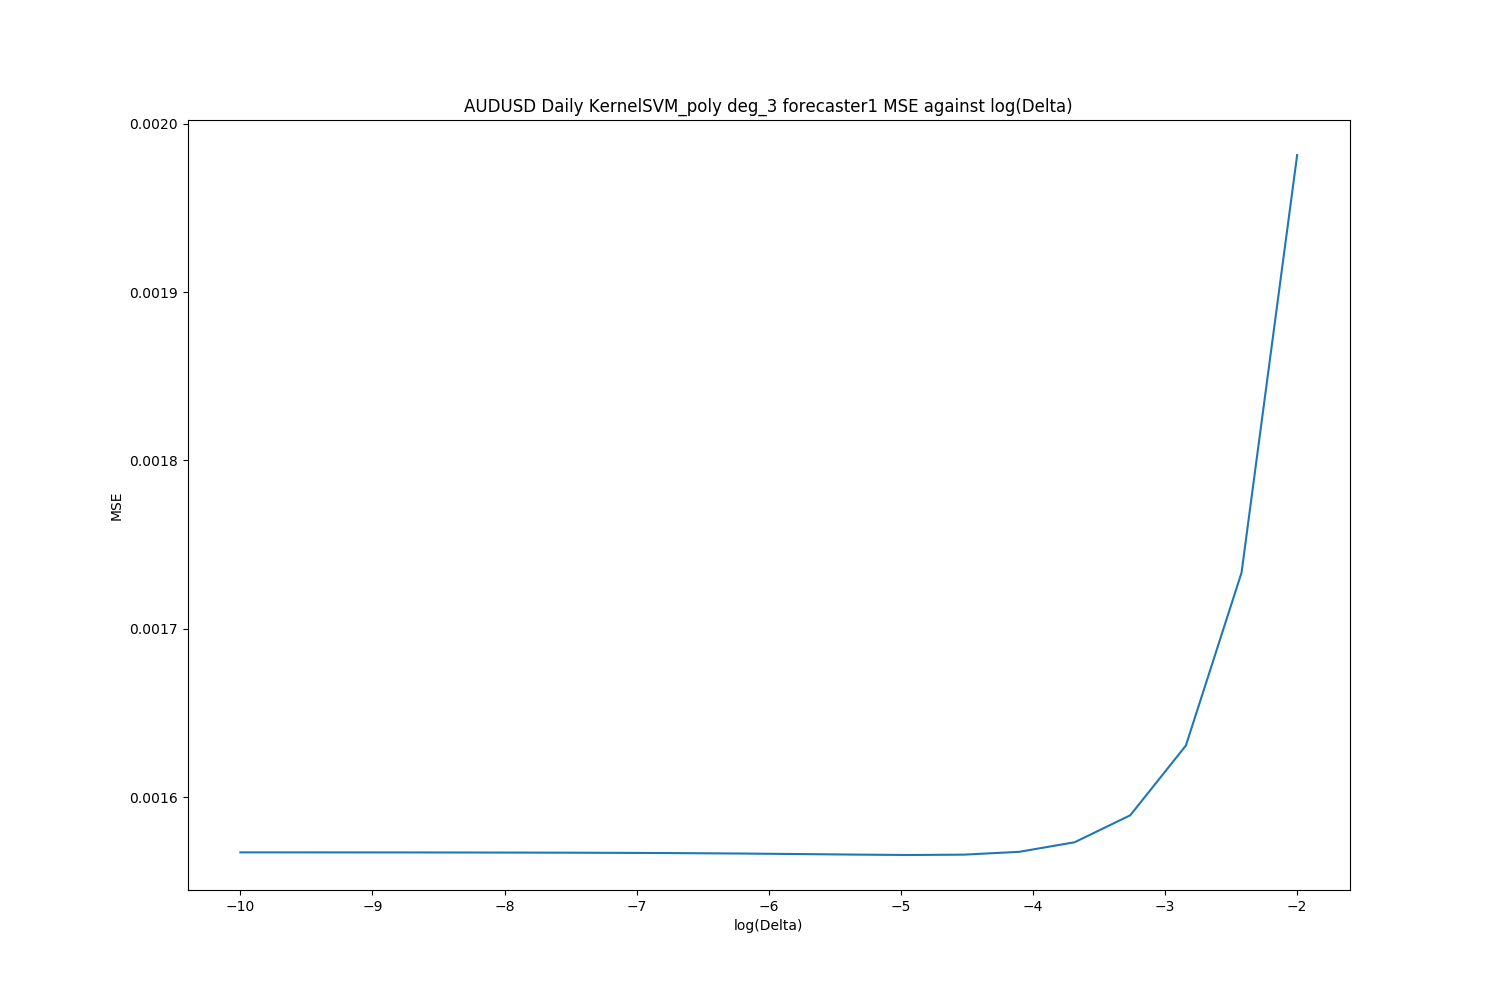 AUDUSD Daily KernelSVM_poly deg_3 forecaster1 MSE against log(Delta)
0.0020
0.0019
0.0018
MSE
0.0017
0.0016
−10 −9 −8 −7 −6 −5 −4 −3 −2
log(Delta)